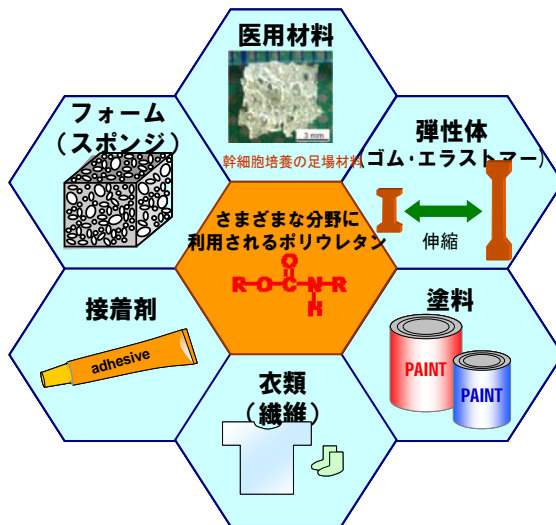 医用材料
3 mm
幹細胞培養の足場材料
フォーム
（スポンジ）
弾性体
（ゴム・エラストマー）
伸縮
さまざまな分野に
利用されるポリウレタン
O
R-O-C-N-R
H
接着剤
adhesive
塗料
PAINT
PAINT
衣類
（繊維）